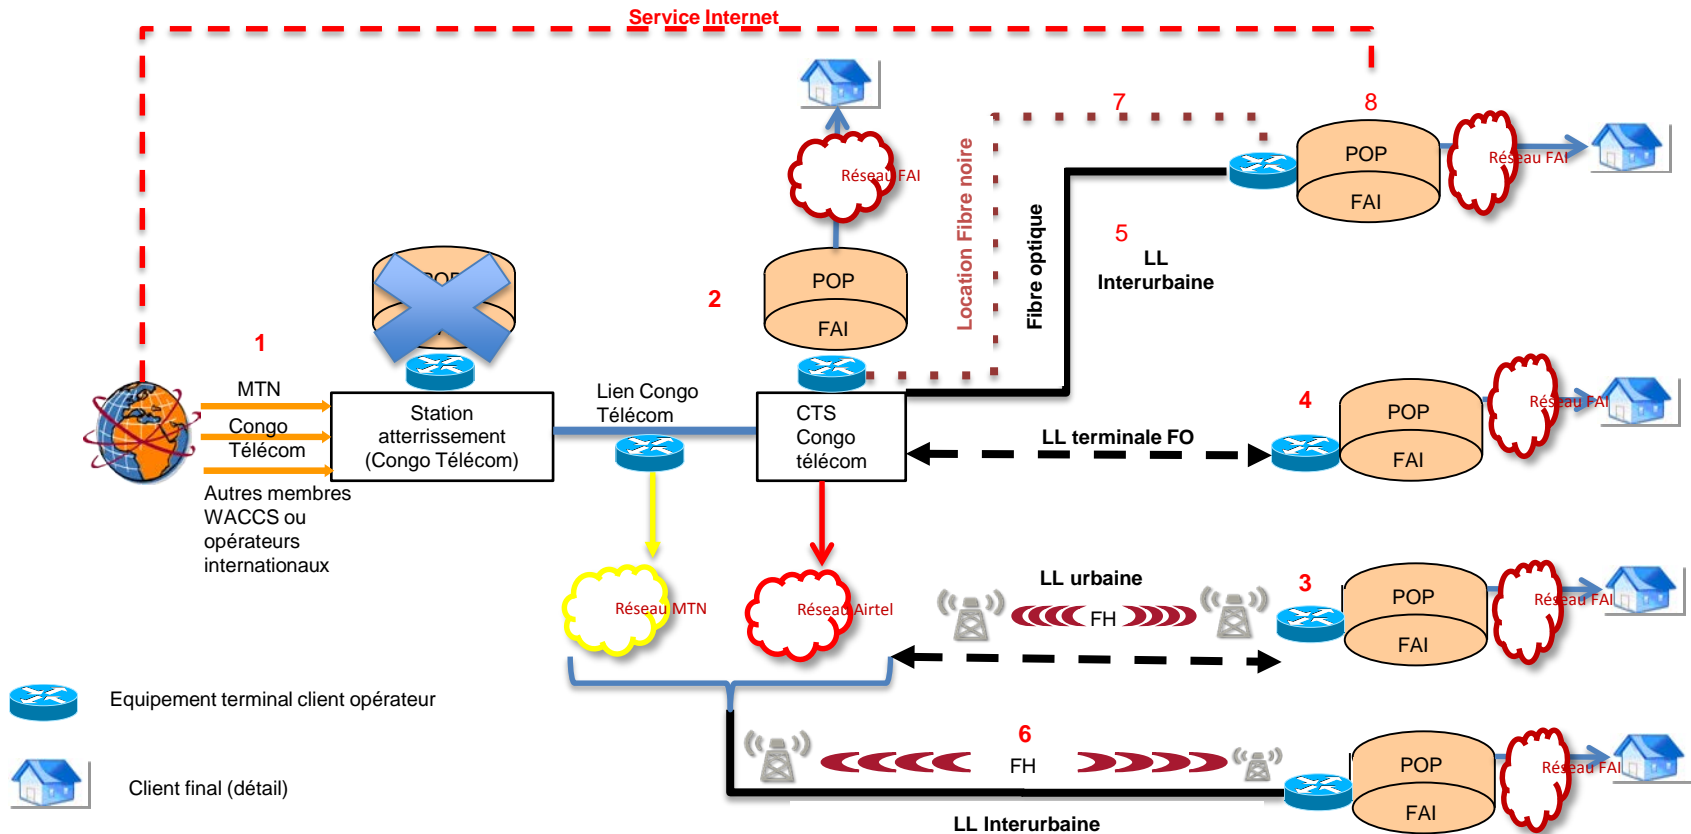 Service Internet
7
8
Réseau FAI
POP
FAI
Réseau FAI
Location Fibre noire
Fibre optique
5
LL
Interurbaine
2
POP
FAI
POP
1
MTN
Congo
Télécom
Autres membres
WACCS ou
opérateurs
internationaux
Station
atterrissement
(Congo Télécom)
Lien Congo
Télécom
CTS
Congo
télécom
4
LL terminale FO
POP
FAI
Réseau FAI
Réseau MTN
Réseau Airtel
LL urbaine
FH
3
POP
FAI
Réseau FAI
6
FH
LL Interurbaine
POP
FAI
Réseau FAI
Equipement terminal client opérateur
Client final (détail)